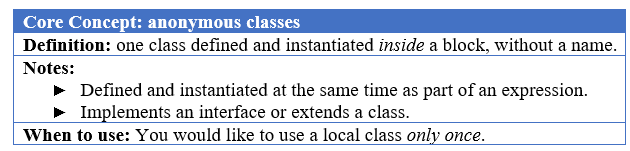 Core Concept: anonymous classes
Definition: one class defined and instantiated inside a block, without a name.
Notes:
► Defined and instantiated at the same time as part of an expression.
► Implements an interface or extends a class.
When to use: You would like to use a local class only once.